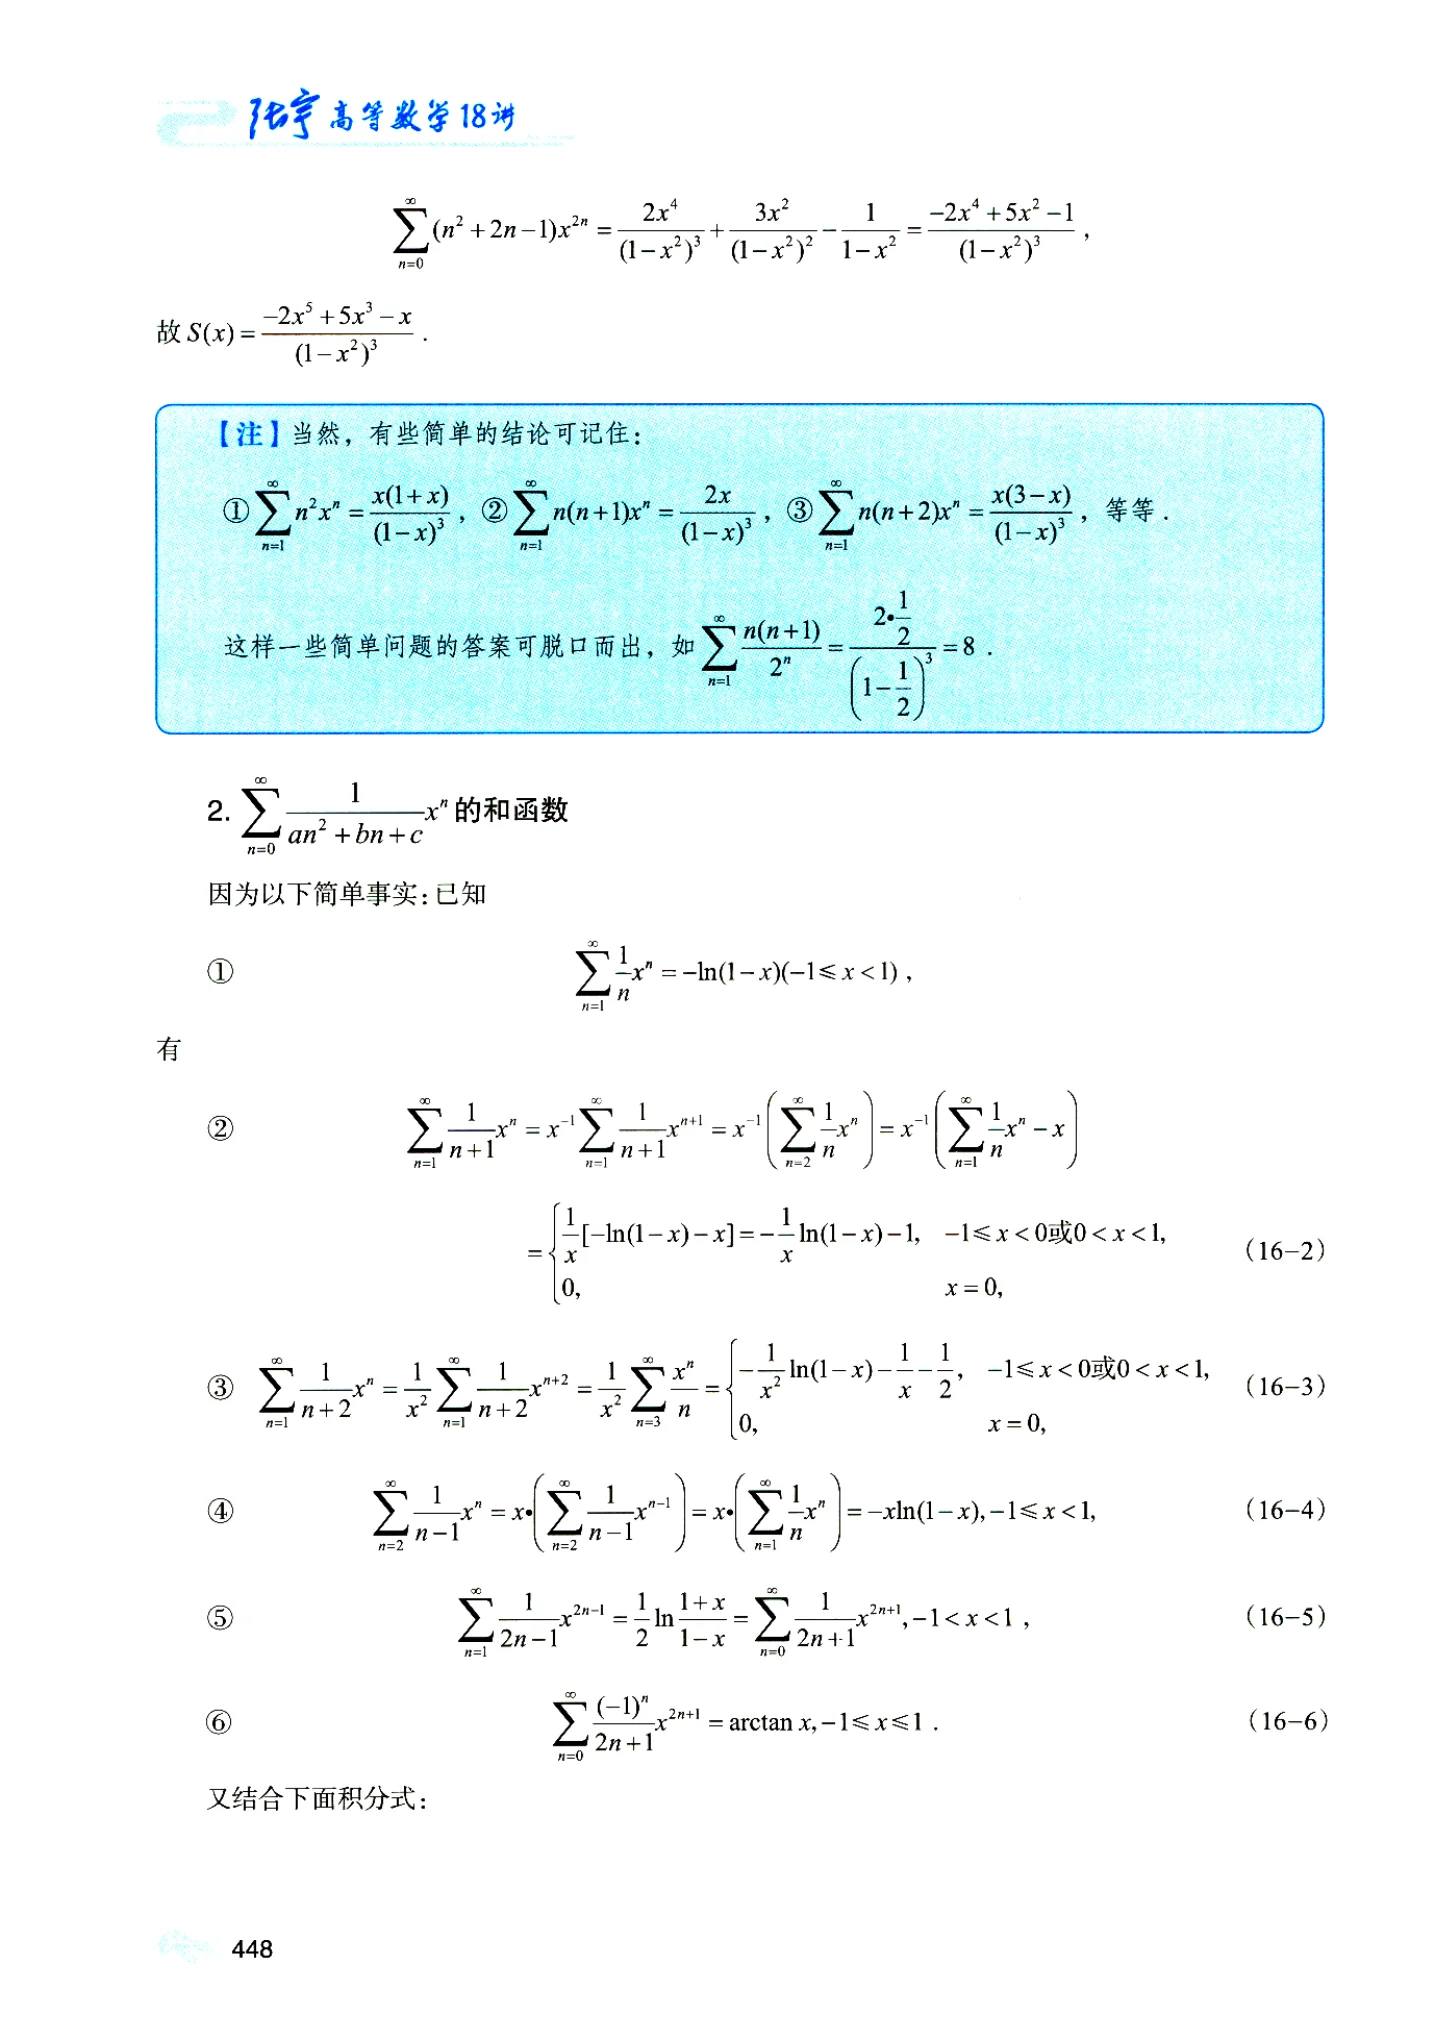 张宇高等数学18讲
$\sum_{n=0}^{\infty}(n^2+2n-1)x^{2n}=\frac{2x^4}{(1-x^2)^3}+\frac{3x^2}{(1-x^2)^2}-\frac{1}{1-x^2}=\frac{-2x^4+5x^2-1}{(1-x^2)^3}$,
故 $S(x)=\frac{-2x^5+5x^3-x}{(1-x^2)^3}$.
【注】当然，有些简单的结论可记住：
① $\sum_{n=1}^{\infty}n^2x^n=\frac{x(1+x)}{(1-x)^3}$, ② $\sum_{n=1}^{\infty}n(n+1)x^n=\frac{2x}{(1-x)^3}$, ③ $\sum_{n=1}^{\infty}n(n+2)x^n=\frac{x(3-x)}{(1-x)^3}$, 等等.
这样一些简单问题的答案可脱口而出，如 $\sum_{n=1}^{\infty}\frac{n(n+1)}{2^n}=\frac{2\cdot\frac{1}{2}}{\left(1-\frac{1}{2}\right)^3}=8$.
2. $\sum_{n=0}^{\infty}\frac{1}{an^2+bn+c}x^n$ 的和函数
因为以下简单事实：已知
① $\sum_{n=1}^{\infty}\frac{1}{n}x^n=-\ln(1-x)(-1\leqslant x<1)$,
有
② $\sum_{n=1}^{\infty}\frac{1}{n+1}x^n=x^{-1}\sum_{n=1}^{\infty}\frac{1}{n+1}x^{n+1}=x^{-1}\left(\sum_{n=2}^{\infty}\frac{1}{n}x^n\right)=x^{-1}\left(\sum_{n=1}^{\infty}\frac{1}{n}x^n-x\right)$
$=\begin{cases}\frac{1}{x}[-\ln(1-x)-x]=-\frac{1}{x}\ln(1-x)-1, & -1\leqslant x<0或0<x<1,\\ 0, & x=0,\end{cases}$ （16-2）
③ $\sum_{n=1}^{\infty}\frac{1}{n+2}x^n=\frac{1}{x^2}\sum_{n=1}^{\infty}\frac{1}{n+2}x^{n+2}=\frac{1}{x^2}\sum_{n=3}^{\infty}\frac{x^n}{n}=\begin{cases}-\frac{1}{x^2}\ln(1-x)-\frac{1}{x}-\frac{1}{2}, & -1\leqslant x<0或0<x<1,\\ 0, & x=0,\end{cases}$ （16-3）
④ $\sum_{n=2}^{\infty}\frac{1}{n-1}x^n=x\cdot\left(\sum_{n=2}^{\infty}\frac{1}{n-1}x^{n-1}\right)=x\cdot\left(\sum_{n=1}^{\infty}\frac{1}{n}x^n\right)=-x\ln(1-x),-1\leqslant x<1,$ （16-4）
⑤ $\sum_{n=1}^{\infty}\frac{1}{2n-1}x^{2n-1}=\frac{1}{2}\ln\frac{1+x}{1-x}=\sum_{n=0}^{\infty}\frac{1}{2n+1}x^{2n+1},-1<x<1$, （16-5）
⑥ $\sum_{n=0}^{\infty}\frac{(-1)^n}{2n+1}x^{2n+1}=\arctan x,-1\leqslant x\leqslant 1$. （16-6）
又结合下面积分式：
448